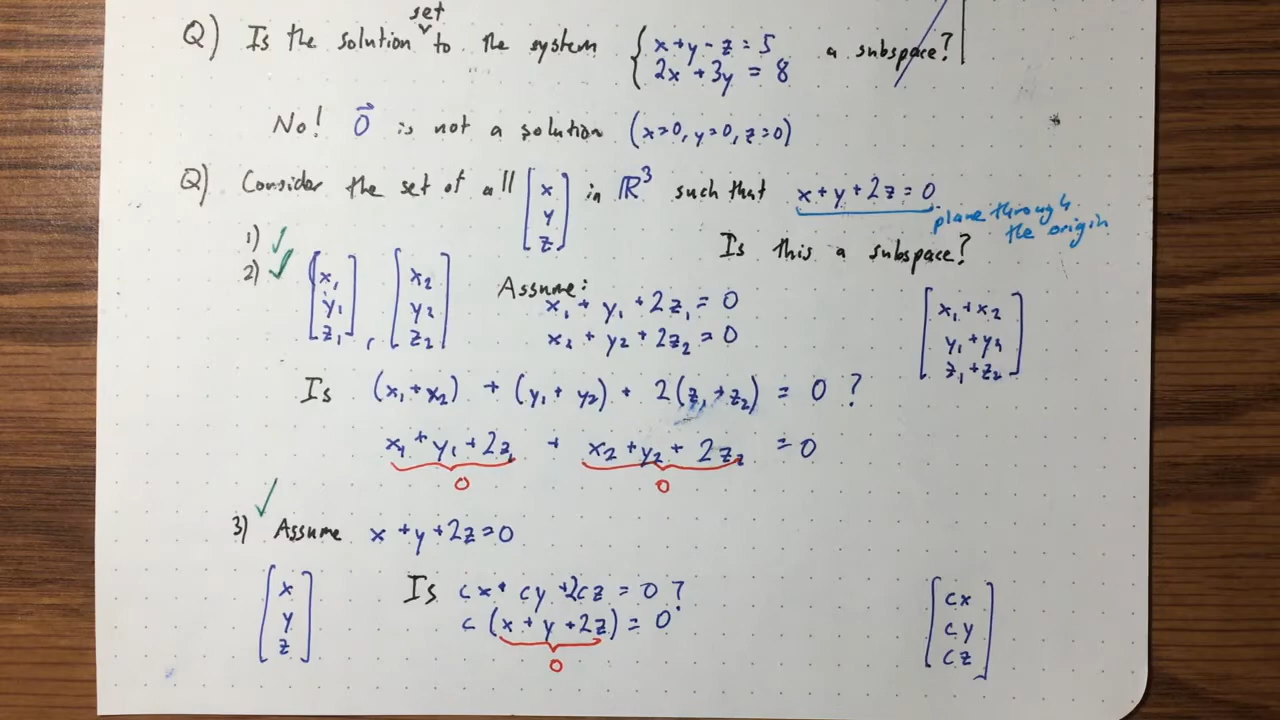 Q) Is the solution set to the system { x+y-z=5 a subspace?
2x+3y=8
No! 0⃗ is not a solution (x=0, y=0, z=0)
Q) Consider the set of all [x y z] in ℝ³ such that x+y+2z=0
plane through
the origin
Is this a subspace?
1) ✓
2) ✓ [x₁ y₁ z₁], [x₂ y₂ z₂] Assume:
x₁+y₁+2z₁=0
x₂+y₂+2z₂=0
[x₁+x₂ y₁+y₂ z₁+z₂]
Is (x₁+x₂)+(y₁+y₂)+2(z₁+z₂)=0?
x₁+y₁+2z₁ + x₂+y₂+2z₂ =0
0 0
✓
3) Assume x+y+2z=0
[x y z] Is cx+cy+2cz=0?
c(x+y+2z)=0
0
[cx cy cz]